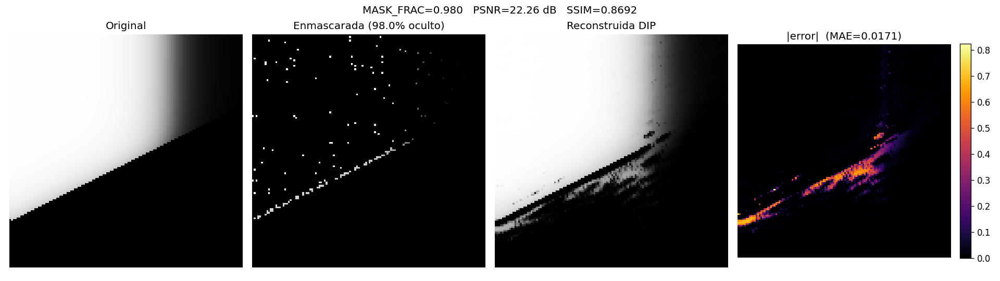 MASK_FRAC=0.980   PSNR=22.26 dB   SSIM=0.8692
Original
Enmascarada (98.0% oculto)
Reconstruida DIP
|error|  (MAE=0.0171)
0.8
0.7
0.6
0.5
0.4
0.3
0.2
0.1
0.0